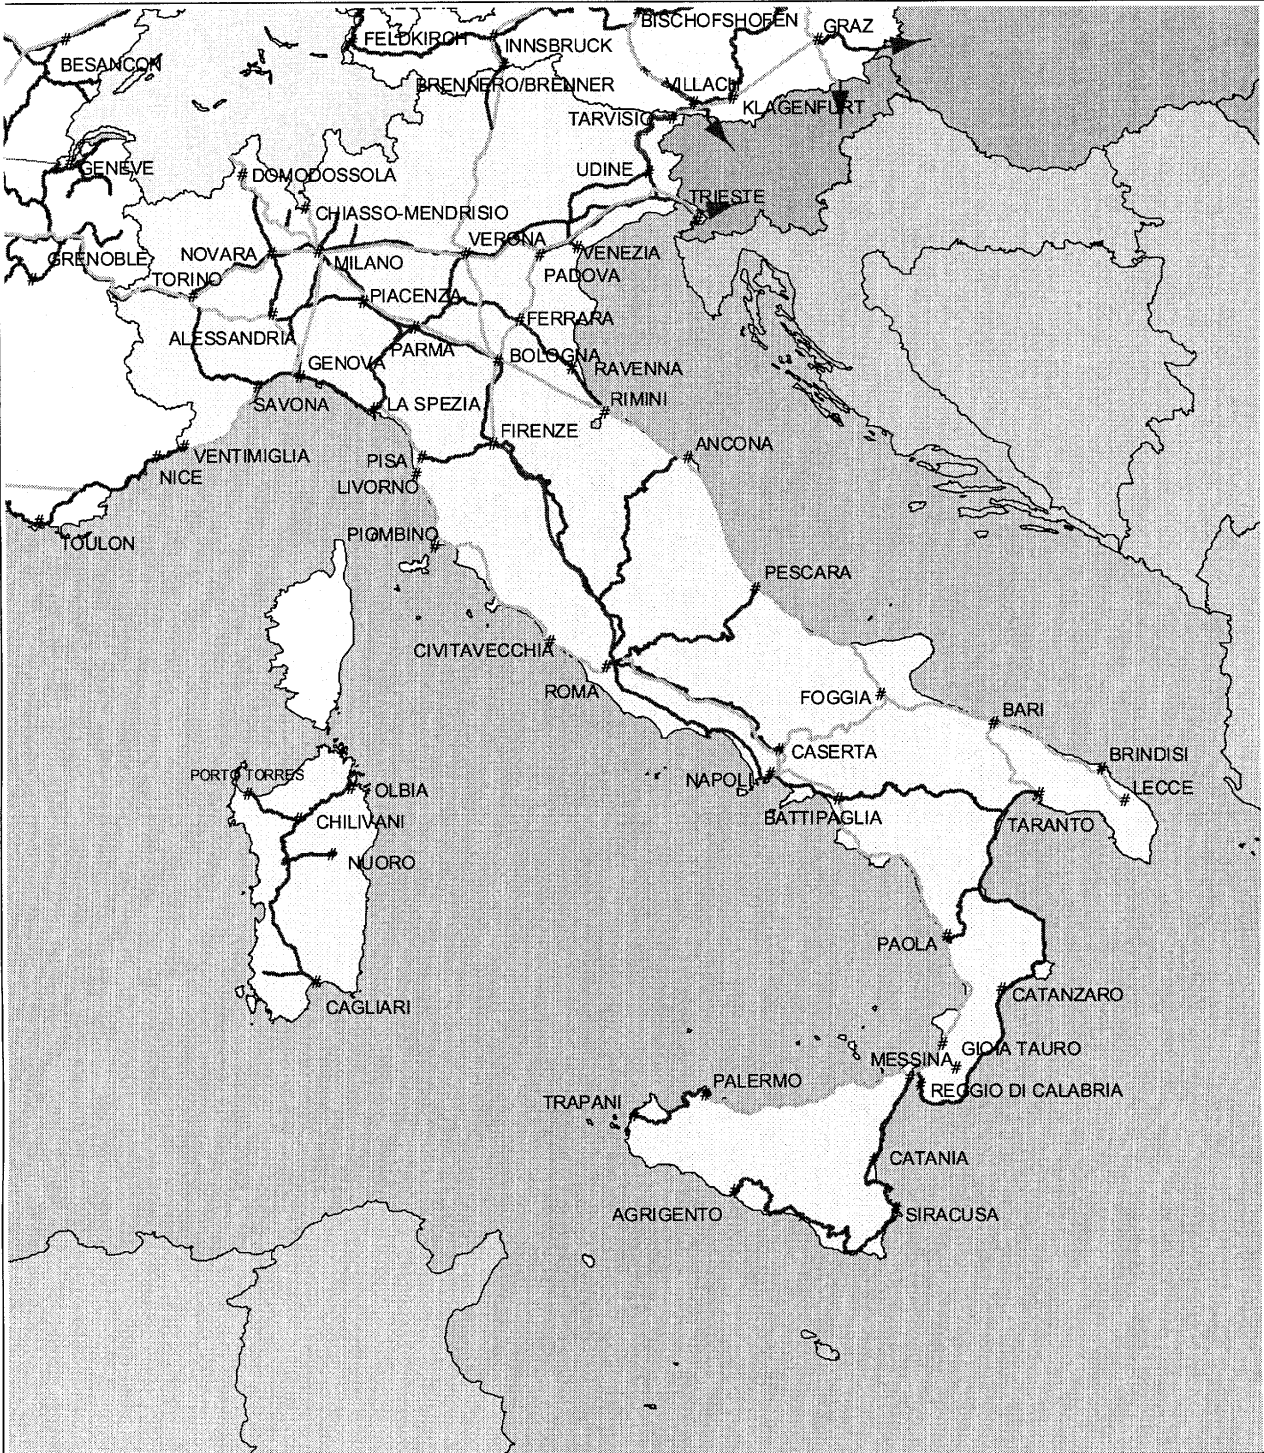 BISCHOFSHOFEN
GRAZ
FELDKIRCH
INNSBRUCK
BESANCON
BRENNERO/BRENNER
VILLACH
KLAGENFURT
TARVISIO
GENEVE
DOMODOSSOLA
UDINE
TRIESTE
CHIASSO-MENDRISIO
GRENOBLE
NOVARA
MILANO
VERONA
VENEZIA
PADOVA
TORINO
PIACENZA
FERRARA
ALESSANDRIA
PARMA
BOLOGNA
GENOVA
RAVENNA
SAVONA
LA SPEZIA
RIMINI
FIRENZE
ANCONA
VENTIMIGLIA
PISA
NICE
LIVORNO
PIOMBINO
TOULON
PESCARA
CIVITAVECCHIA
ROMA
FOGGIA
BARI
CASERTA
BRINDISI
PORTO TORRES
NAPOLI
OLBIA
LECCE
CHILIVANI
BATTIPAGLIA
TARANTO
NUORO
PAOLA
CAGLIARI
CATANZARO
GIOIA TAURO
MESSINA
PALERMO
REGGIO DI CALABRIA
TRAPANI
CATANIA
AGRIGENTO
SIRACUSA